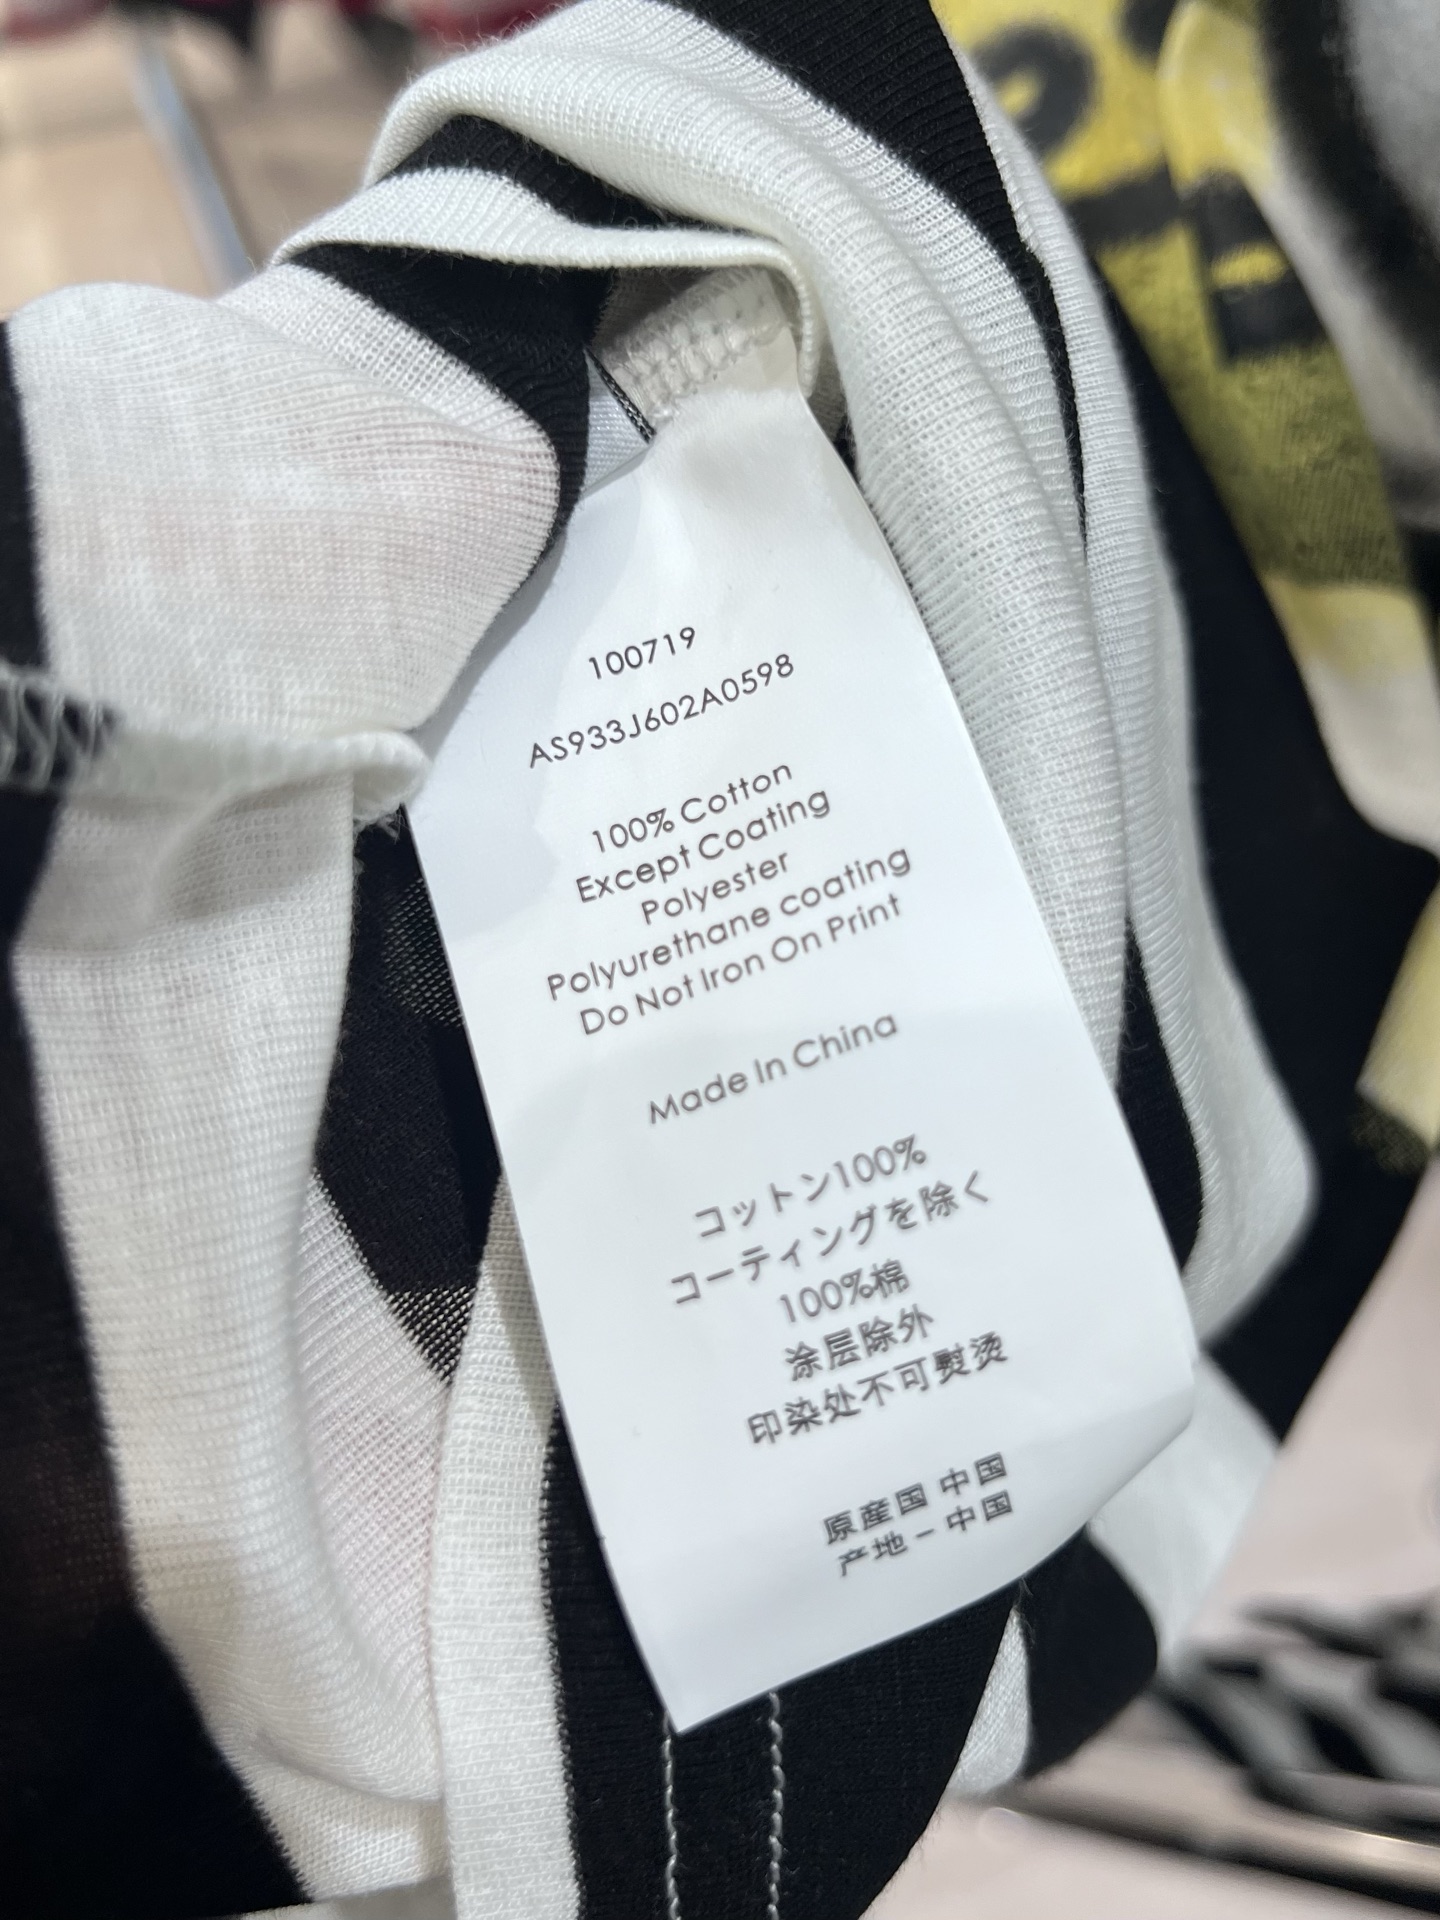 100719
AS933J602A0598
100% Cotton
Except Coating
Polyester
Polyurethane coating
Do Not Iron On Print
Made In China
コットン100%
コーティングを除く
100%棉
涂层除外
印染处不可熨烫
原産国 中国
产地－中国